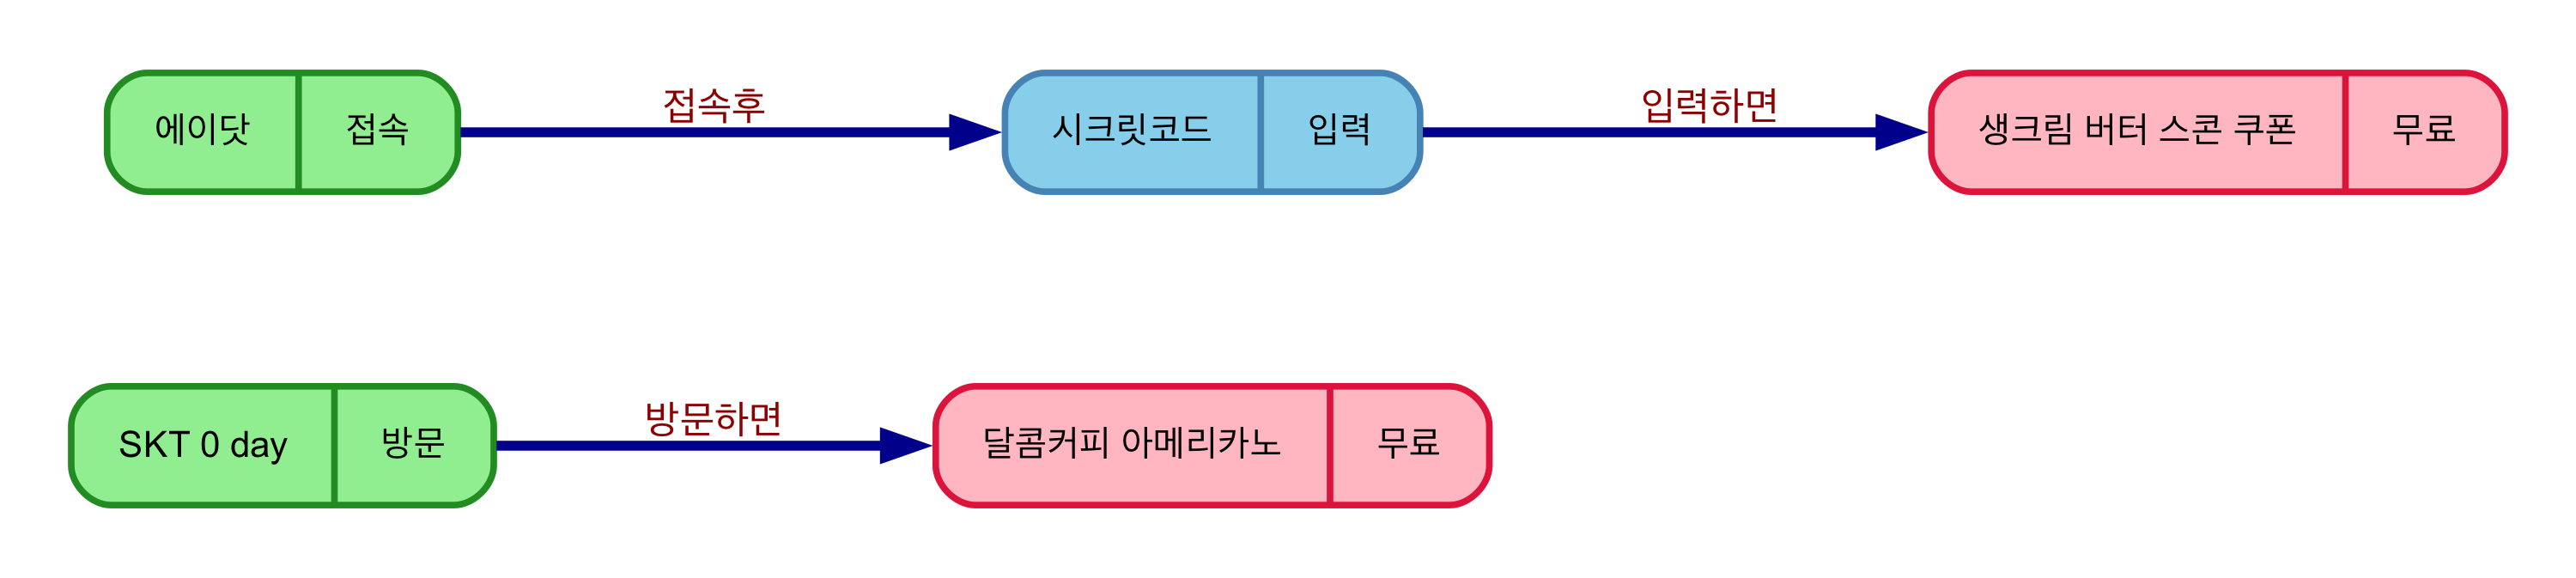 에이닷 접속 접속후 시크릿코드 입력 입력하면 생크림 버터 스콘 쿠폰 무료
SKT 0 day 방문 방문하면 달콤커피 아메리카노 무료